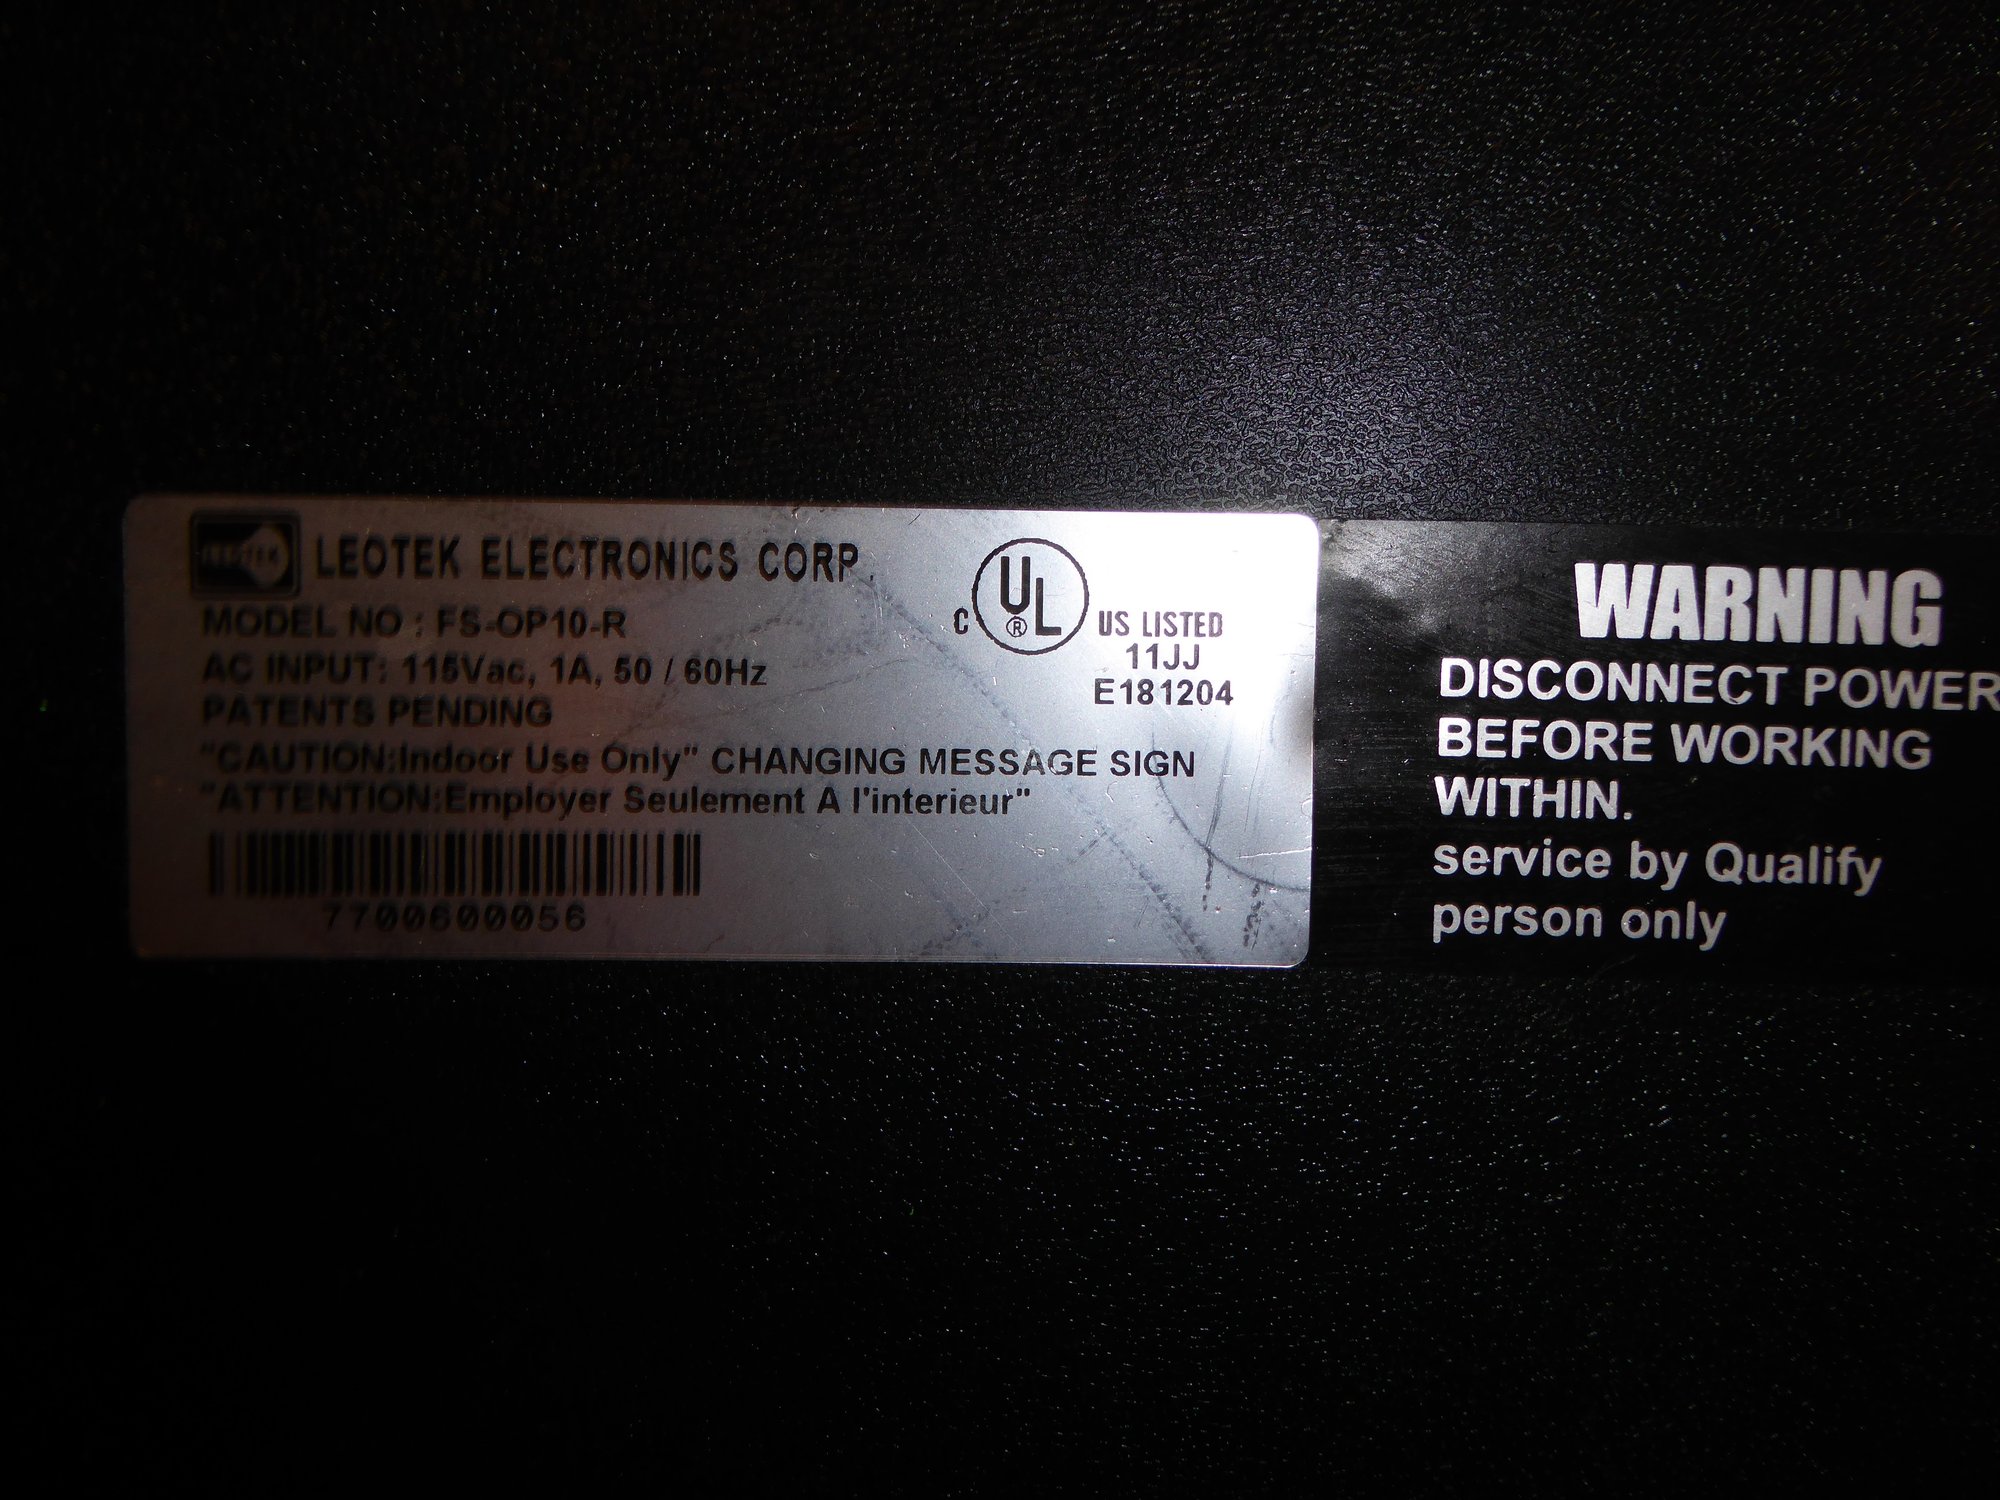 LEOTEK
LEOTEK ELECTRONICS CORP.
MODEL NO : FS-OP10-R
AC INPUT: 115Vac, 1A, 50 / 60Hz
PATENTS PENDING
"CAUTION:Indoor Use Only" CHANGING MESSAGE SIGN
"ATTENTION:Employer Seulement A l'interieur"
7700600056
C UL ® US LISTED
11JJ
E181204
WARNING
DISCONNECT POWER
BEFORE WORKING
WITHIN.
service by Qualify
person only